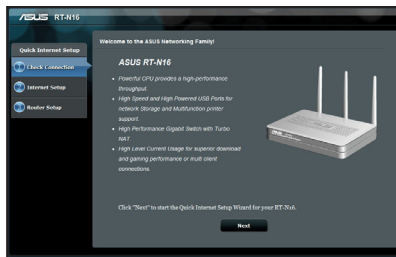 ASUS RT-N16
Quick Internet Setup
Check Connection
Internet Setup
Router Setup
Welcome to the ASUS Networking Family!
ASUS RT-N16
• Powerful CPU provides a high-performance
throughput.
• High Speed and High Powered USB Ports for
network Storage and Multifunction printer
support.
• High Performance Gigabit Switch with Turbo
NAT.
• High Level Current Usage for superior download
and gaming performance or multi client
connections.
Click "Next" to start the Quick Internet Setup Wizard for your RT-N16.
Next